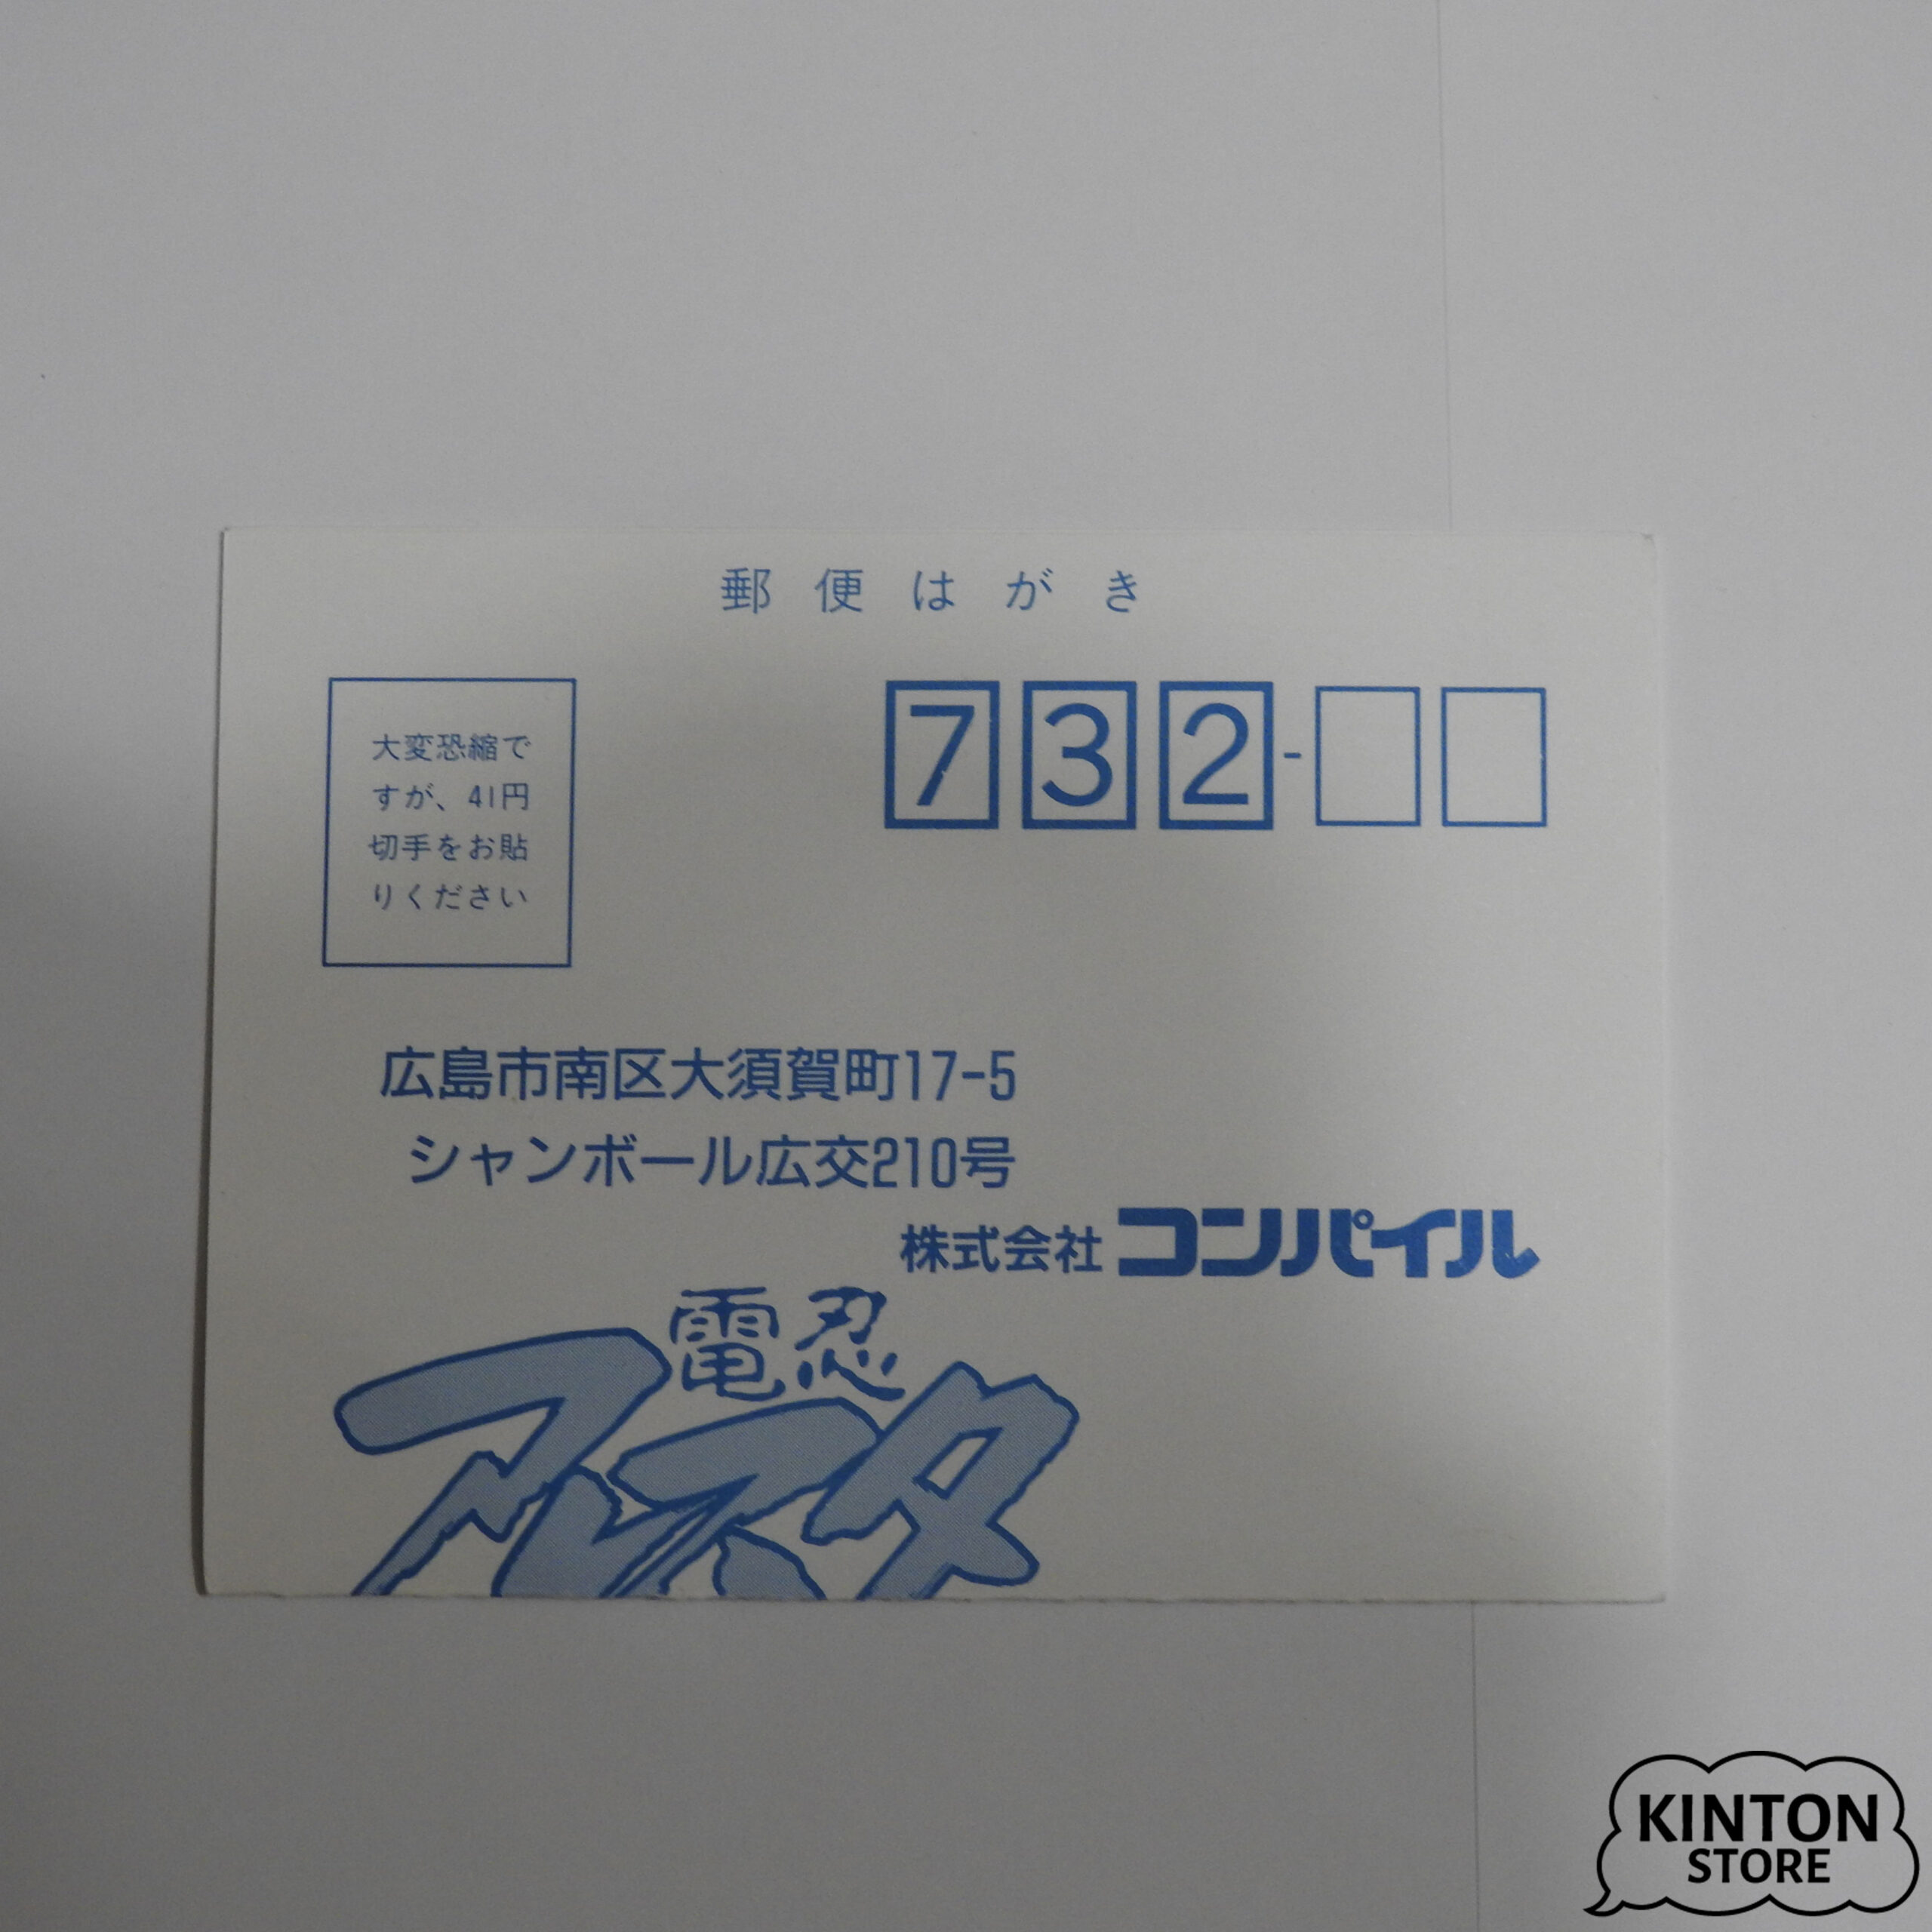 郵便はがき
大変恐縮で
すが、41円
切手をお貼
りください
732-
広島市南区大須賀町17-5
シャンボール広交210号
株式会社コンパイル
電忍
アレスタ
KINTON
STORE